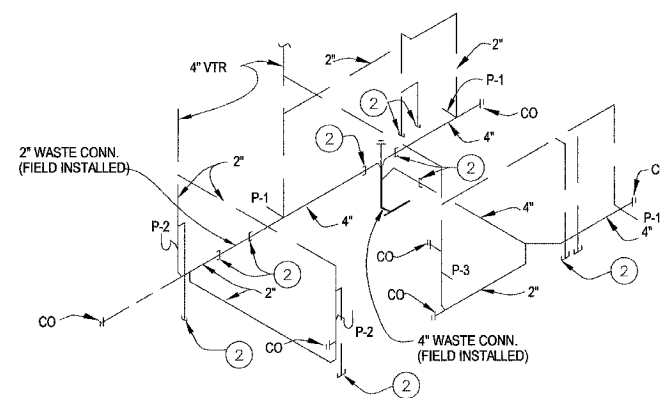 2"
2"
4" VTR
P-1
2
CO
2" WASTE CONN.
(FIELD INSTALLED)
2
4"
2"
P-1
2
C
P-2
4"
4"
P-1
4"
CO
2
P-3
2
2"
CO
CO
2"
CO
P-2
4" WASTE CONN.
(FIELD INSTALLED)
2
2